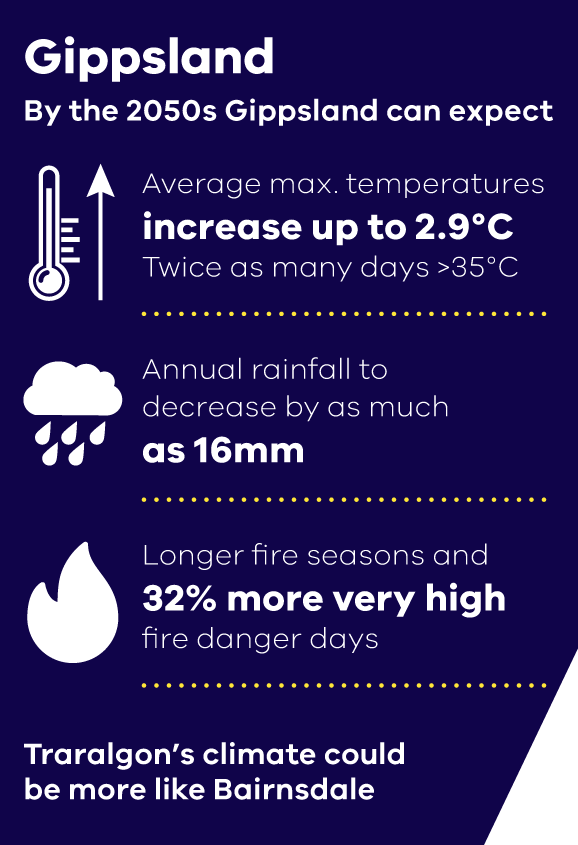 Gippsland
By the 2050s Gippsland can expect
Average max. temperatures
increase up to 2.9°C
Twice as many days >35°C
Annual rainfall to
decrease by as much
as 16mm
Longer fire seasons and
32% more very high
fire danger days
Traralgon's climate could
be more like Bairnsdale